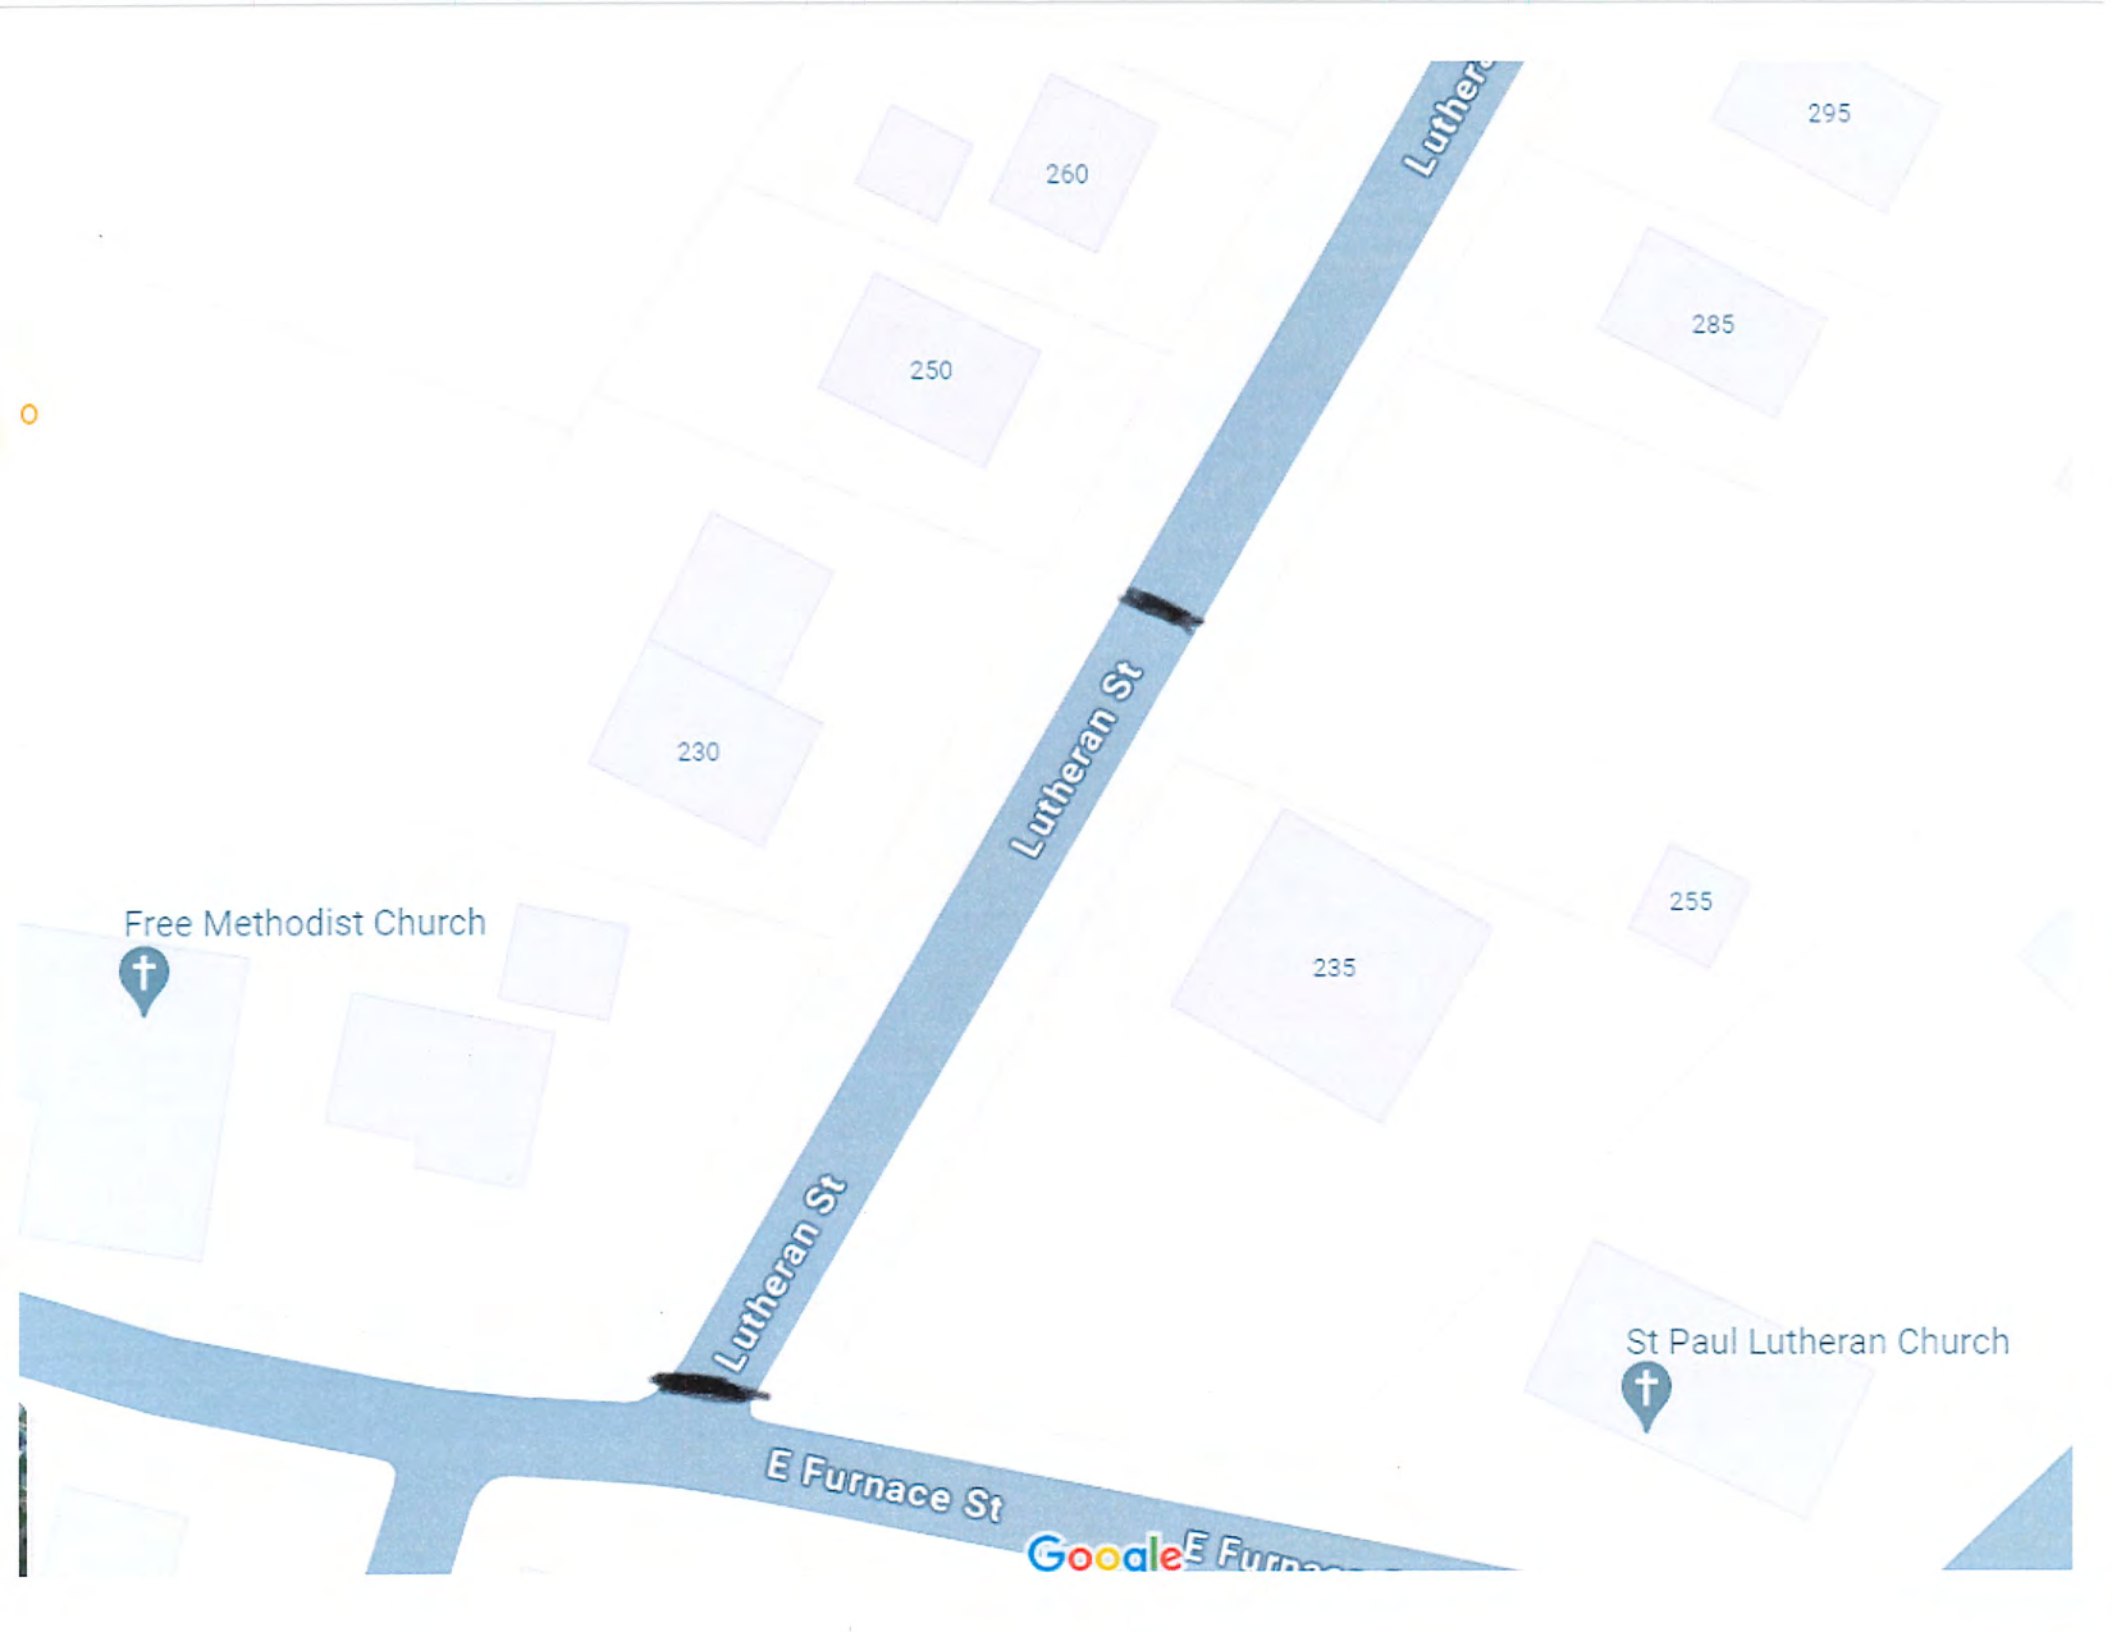 Luthera
295
260
285
250
Lutheran St
230
255
Free Methodist Church
235
Lutheran St
St Paul Lutheran Church
E Furnace St
Google
E Furnac